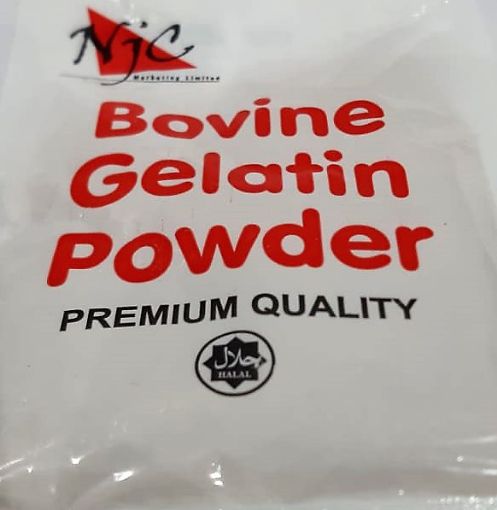 NJC
Marketing Limited
Bovine
Gelatin
Powder
PREMIUM QUALITY
حلال
HALAL